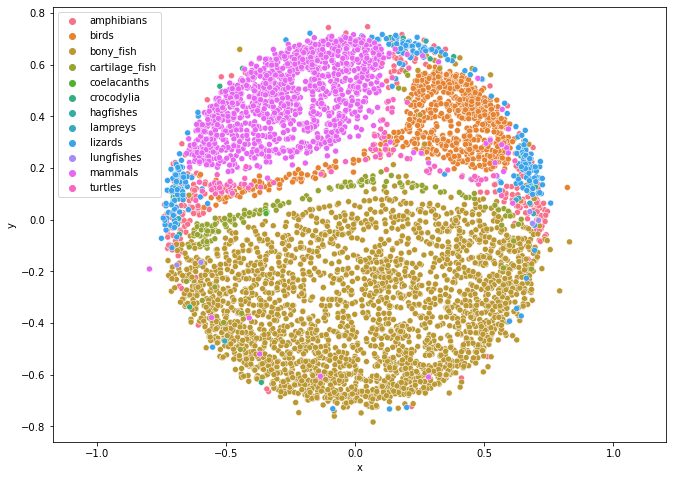 amphibians
birds
bony_fish
cartilage_fish
coelacanths
crocodylia
hagfishes
lampreys
lizards
lungfishes
mammals
turtles
0.8
0.6
0.4
0.2
0.0
−0.2
−0.4
−0.6
−0.8
y
−1.0 −0.5 0.0 0.5 1.0
x